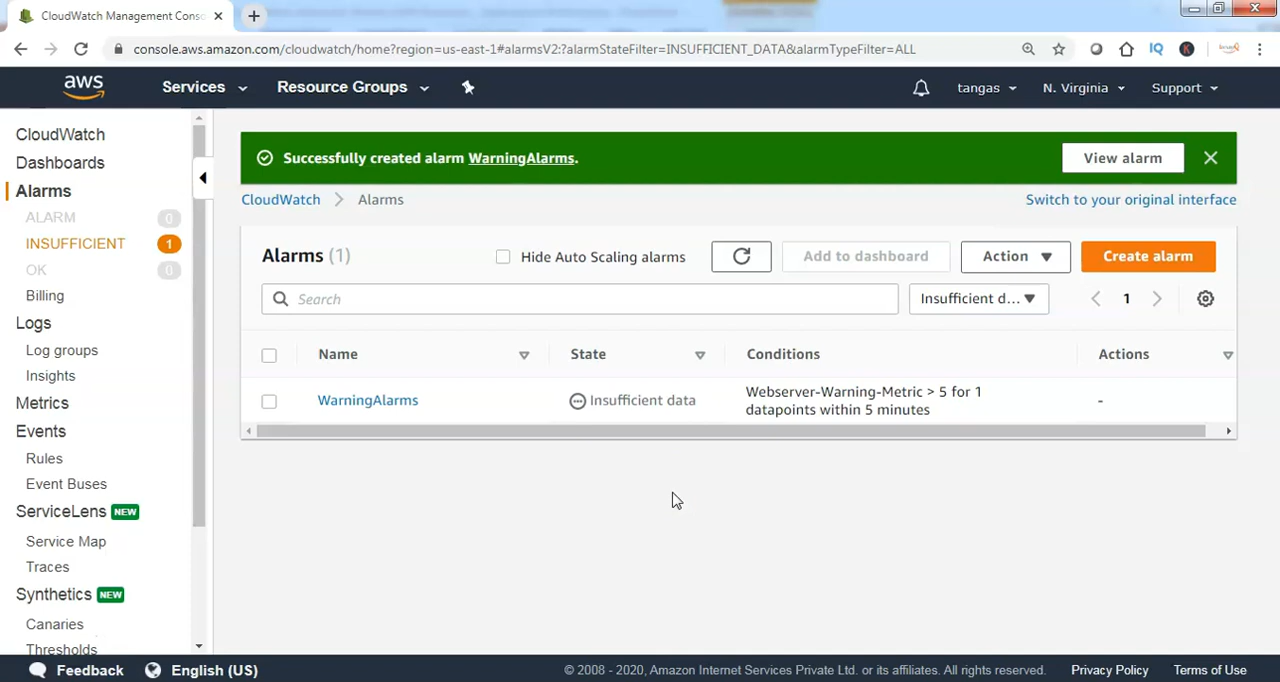 CloudWatch Management Conso
console.aws.amazon.com/cloudwatch/home?region=us-east-1#alarmsV2:?alarmStateFilter=INSUFFICIENT_DATA&alarmTypeFilter=ALL
IQ
K
aws
Services
Resource Groups
tangas
N. Virginia
Support
CloudWatch
Dashboards
Alarms
ALARM 0
INSUFFICIENT 1
OK 0
Billing
Logs
Log groups
Insights
Metrics
Events
Rules
Event Buses
ServiceLens NEW
Service Map
Traces
Synthetics NEW
Canaries
Thresholds
Successfully created alarm WarningAlarms.
View alarm
CloudWatch
Alarms
Switch to your original interface
Alarms (1)
Hide Auto Scaling alarms
Add to dashboard
Action
Create alarm
Search
Insufficient d...
1
Name
State
Conditions
Actions
WarningAlarms
Insufficient data
Webserver-Warning-Metric > 5 for 1
datapoints within 5 minutes
-
Feedback
English (US)
© 2008 - 2020, Amazon Internet Services Private Ltd. or its affiliates. All rights reserved.
Privacy Policy
Terms of Use